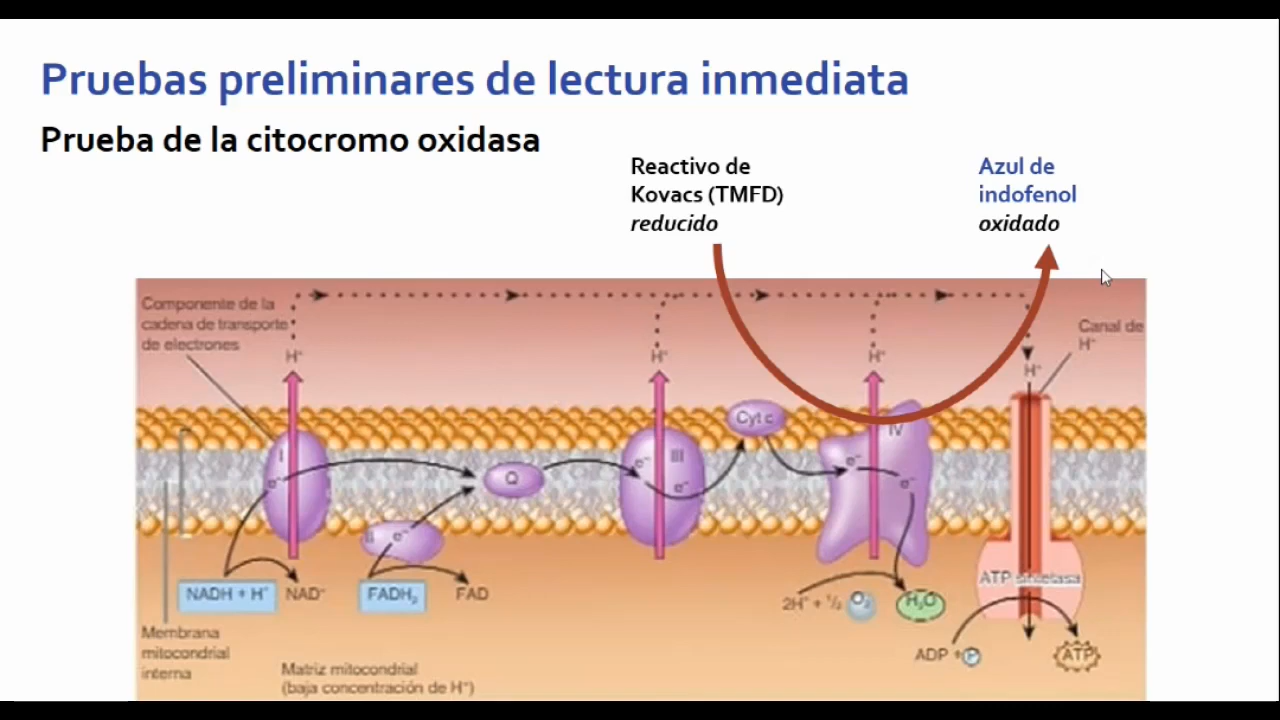 Pruebas preliminares de lectura inmediata
Prueba de la citocromo oxidasa
Reactivo de
Kovacs (TMFD)
reducido
Azul de
indofenol
oxidado
Componente de la
cadena de transporte
de electrones
H⁺
H⁺
H⁺
H⁺
Canal de
H⁺
I
e⁻
Q
II
e⁻
III
e⁻
e⁻
Cyt c
IV
e⁻
e⁻
NADH + H⁺
NAD⁺
FADH₂
FAD
2H⁺ + ½ O₂
H₂O
ATP sintetasa
ADP + P
ATP
Membrana
mitocondrial
interna
Matriz mitocondrial
(baja concentración de H⁺)